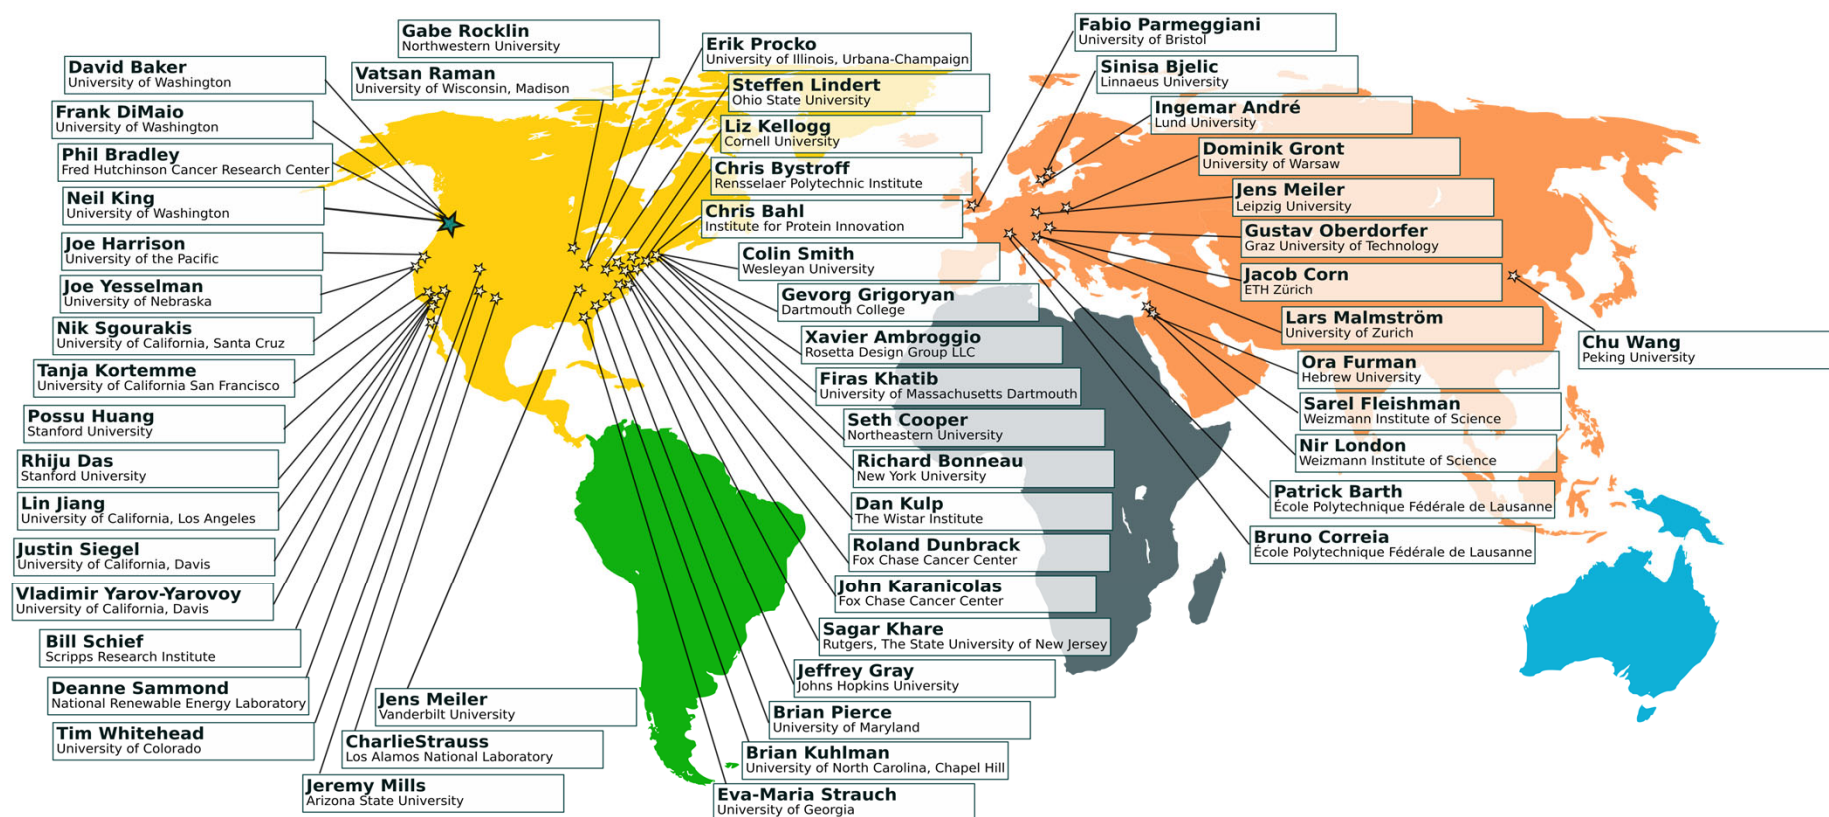 Gabe Rocklin
Northwestern University
Vatsan Raman
University of Wisconsin, Madison
David Baker
University of Washington
Frank DiMaio
University of Washington
Phil Bradley
Fred Hutchinson Cancer Research Center
Neil King
University of Washington
Joe Harrison
University of the Pacific
Joe Yesselman
University of Nebraska
Nik Sgourakis
University of California, Santa Cruz
Tanja Kortemme
University of California San Francisco
Possu Huang
Stanford University
Rhiju Das
Stanford University
Lin Jiang
University of California, Los Angeles
Justin Siegel
University of California, Davis
Vladimir Yarov-Yarovoy
University of California, Davis
Bill Schief
Scripps Research Institute
Deanne Sammond
National Renewable Energy Laboratory
Tim Whitehead
University of Colorado
Jens Meiler
Vanderbilt University
CharlieStrauss
Los Alamos National Laboratory
Jeremy Mills
Arizona State University
Erik Procko
University of Illinois, Urbana-Champaign
Steffen Lindert
Ohio State University
Liz Kellogg
Cornell University
Chris Bystroff
Rensselaer Polytechnic Institute
Chris Bahl
Institute for Protein Innovation
Colin Smith
Wesleyan University
Gevorg Grigoryan
Dartmouth College
Xavier Ambroggio
Rosetta Design Group LLC
Firas Khatib
University of Massachusetts Dartmouth
Seth Cooper
Northeastern University
Richard Bonneau
New York University
Dan Kulp
The Wistar Institute
Roland Dunbrack
Fox Chase Cancer Center
John Karanicolas
Fox Chase Cancer Center
Sagar Khare
Rutgers, The State University of New Jersey
Jeffrey Gray
Johns Hopkins University
Brian Pierce
University of Maryland
Brian Kuhlman
University of North Carolina, Chapel Hill
Eva-Maria Strauch
University of Georgia
Fabio Parmeggiani
University of Bristol
Sinisa Bjelic
Linnaeus University
Ingemar André
Lund University
Dominik Gront
University of Warsaw
Jens Meiler
Leipzig University
Gustav Oberdorfer
Graz University of Technology
Jacob Corn
ETH Zürich
Lars Malmström
University of Zurich
Chu Wang
Peking University
Ora Furman
Hebrew University
Sarel Fleishman
Weizmann Institute of Science
Nir London
Weizmann Institute of Science
Patrick Barth
École Polytechnique Fédérale de Lausanne
Bruno Correia
École Polytechnique Fédérale de Lausanne